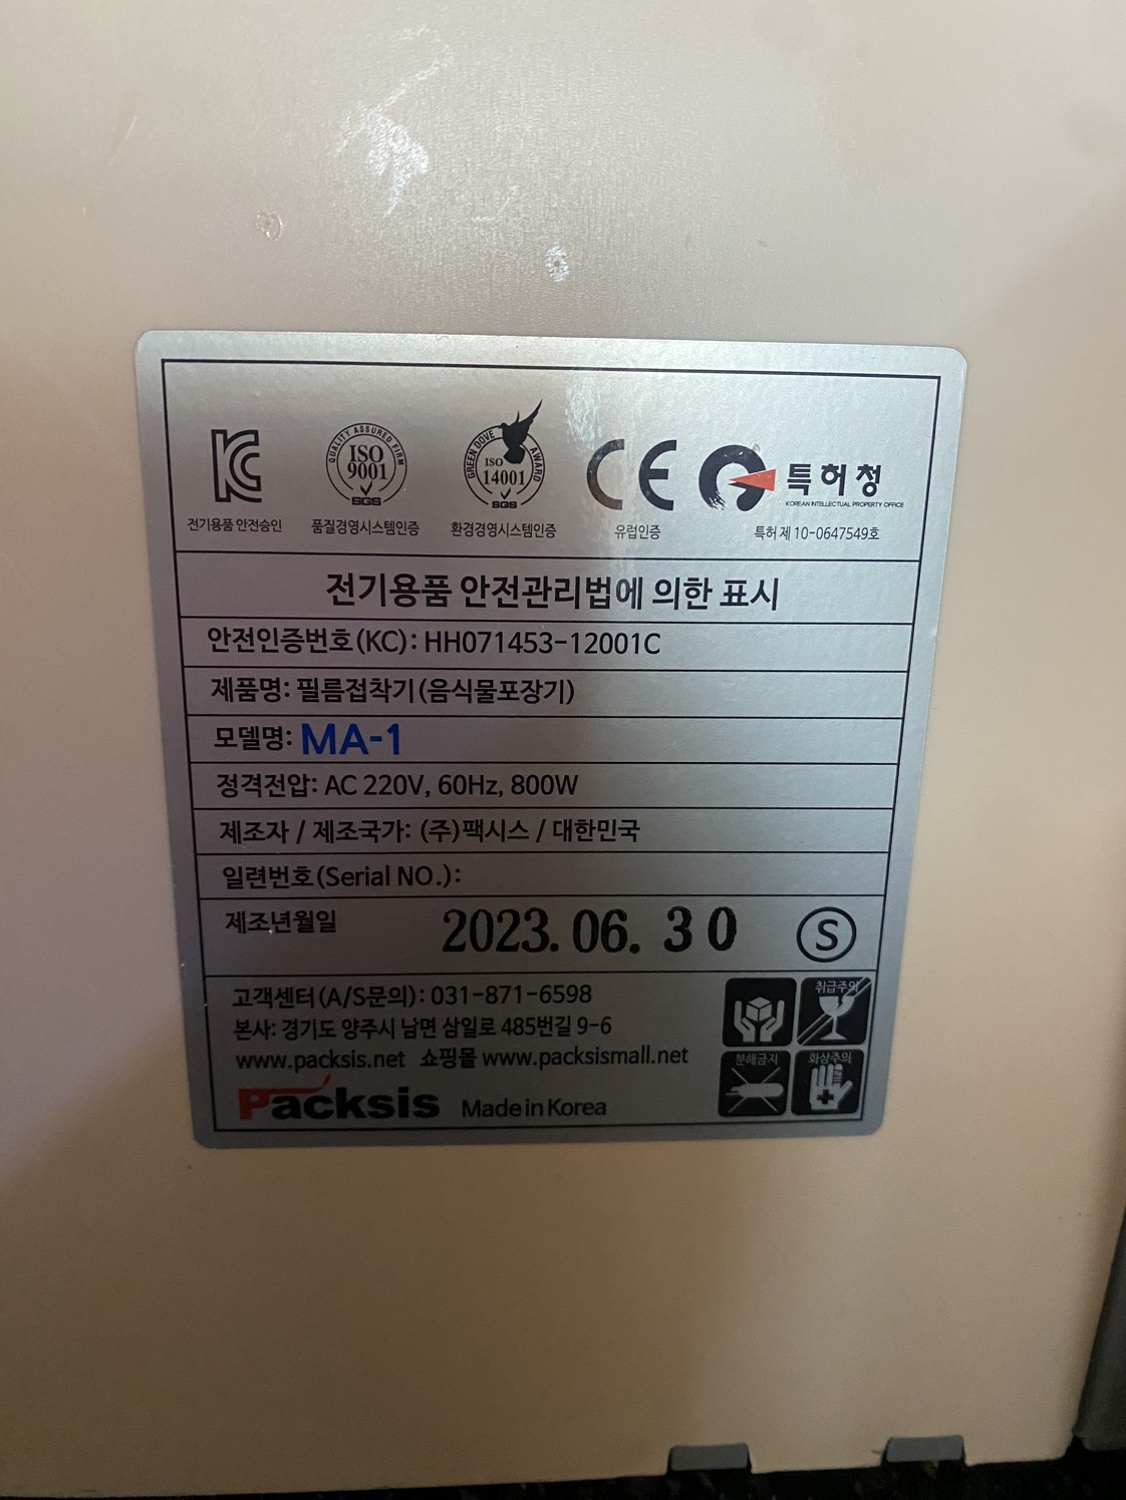 KC
QUALITY ASSURED FIRM
ISO
9001
SGS
GREEN DOVE AWARD
ISO
14001
SGS
CE
특허청
KOREAN INTELLECTUAL PROPERTY OFFICE
전기용품 안전승인
품질경영시스템인증
환경경영시스템인증
유럽인증
특허 제 10-0647549호
전기용품 안전관리법에 의한 표시
안전인증번호(KC): HH071453-12001C
제품명: 필름접착기(음식물포장기)
모델명: MA-1
정격전압: AC 220V, 60Hz, 800W
제조자 / 제조국가: (주)팩시스 / 대한민국
일련번호(Serial NO.):
제조년월일 2023. 06. 30 S
고객센터(A/S문의): 031-871-6598
본사: 경기도 양주시 남면 삼일로 485번길 9-6
www.packsis.net 쇼핑몰 www.packsismall.net
Packsis Made in Korea
취급주의
분해금지
화상주의